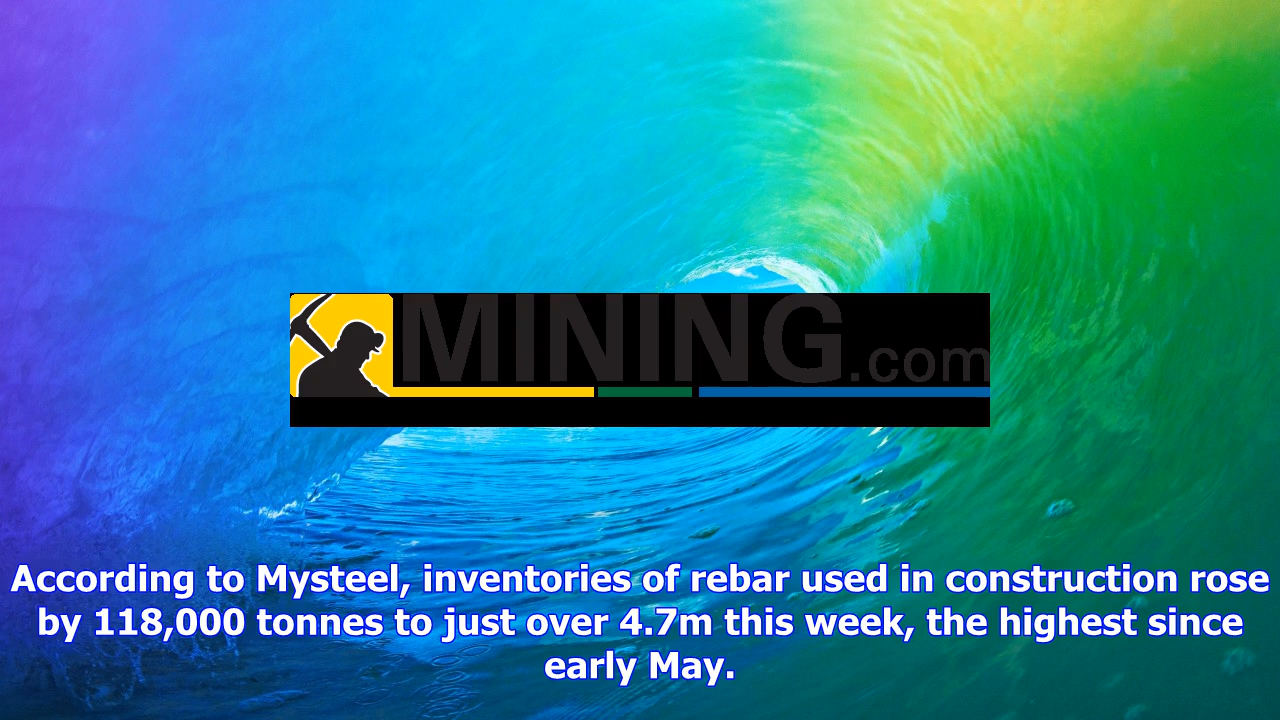 MINING.com
According to Mysteel, inventories of rebar used in construction rose
by 118,000 tonnes to just over 4.7m this week, the highest since
early May.